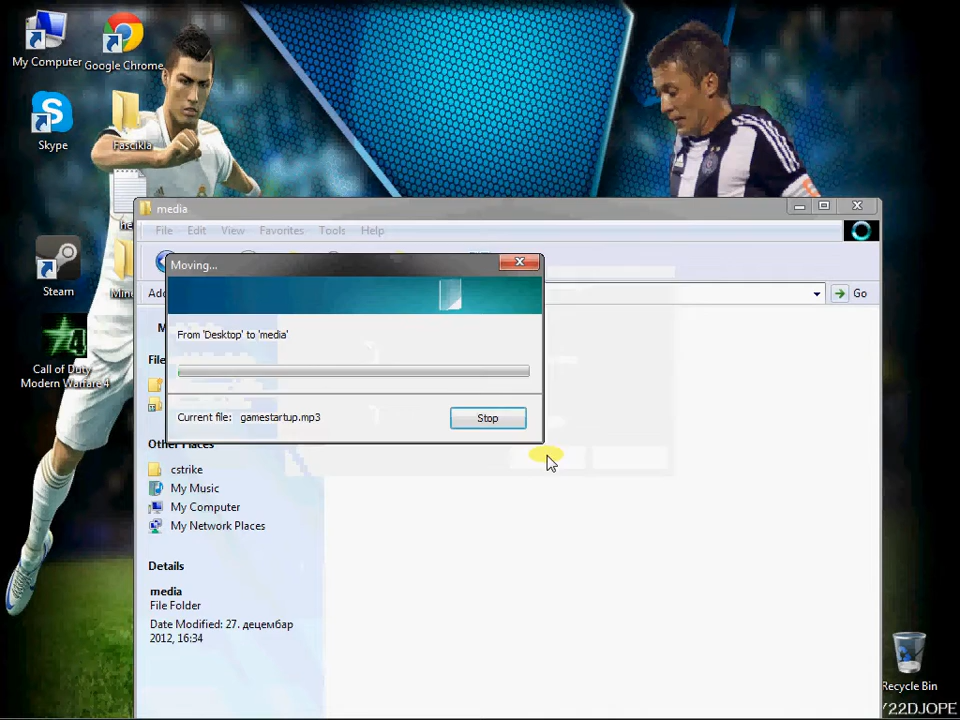 My Computer
Google Chrome
Skype
Fascikla
Steam
Call of Duty
Modern Warfare 4
media
File Edit View Favorites Tools Help
Moving...
Go
From 'Desktop' to 'media'
Current file: gamestartup.mp3
Stop
Other Places
cstrike
My Music
My Computer
My Network Places
Details
media
File Folder
Date Modified: 27. децембар
2012, 16:34
Recycle Bin
/22DJOPE